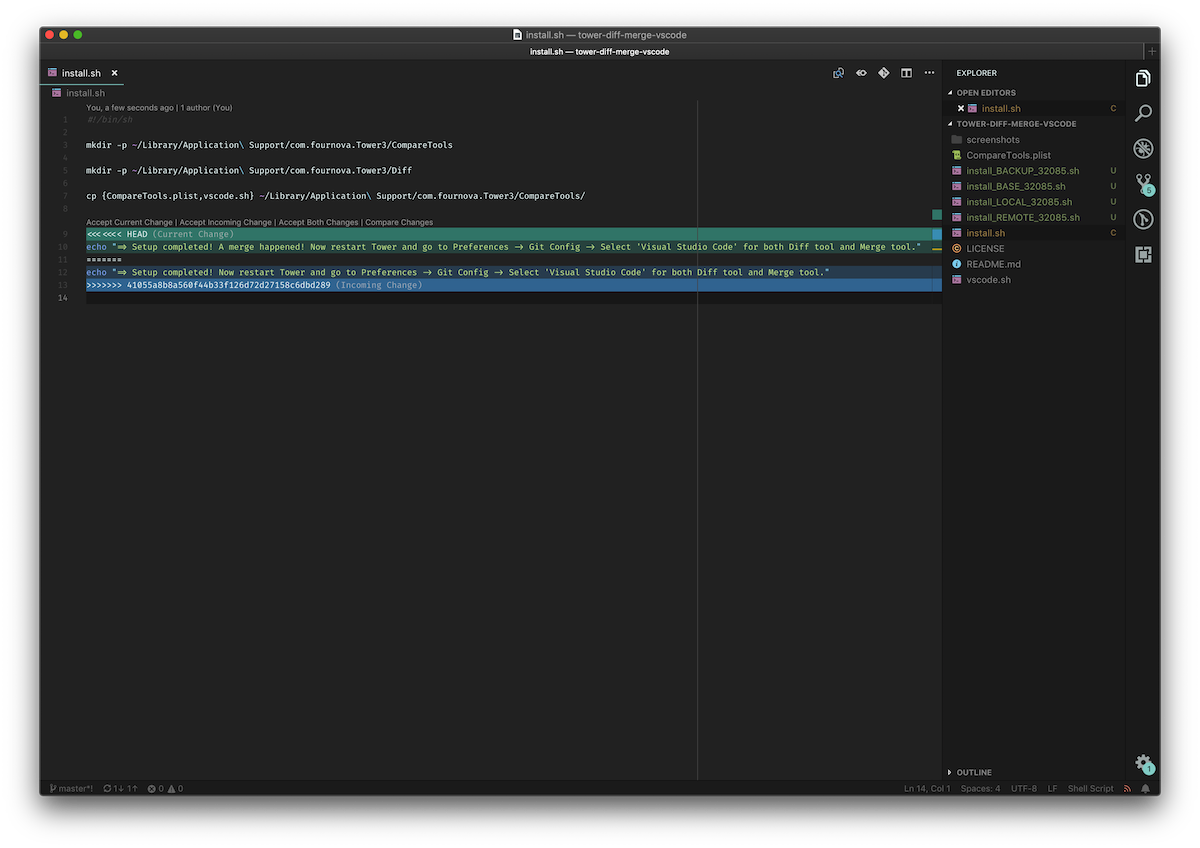 install.sh — tower-diff-merge-vscode
install.sh — tower-diff-merge-vscode
install.sh
install.sh
You, a few seconds ago | 1 author (You)
1 #!/bin/sh
2
3 mkdir -p ~/Library/Application\ Support/com.fournova.Tower3/CompareTools
4
5 mkdir -p ~/Library/Application\ Support/com.fournova.Tower3/Diff
6
7 cp {CompareTools.plist,vscode.sh} ~/Library/Application\ Support/com.fournova.Tower3/CompareTools/
8
Accept Current Change | Accept Incoming Change | Accept Both Changes | Compare Changes
9 <<<<<<< HEAD (Current Change)
10 echo "=> Setup completed! A merge happened! Now restart Tower and go to Preferences -> Git Config -> Select 'Visual Studio Code' for both Diff tool and Merge tool."
11 =======
12 echo "=> Setup completed! Now restart Tower and go to Preferences -> Git Config -> Select 'Visual Studio Code' for both Diff tool and Merge tool."
13 >>>>>>> 41055a8b8a560f44b33f126d72d27158c6dbd289 (Incoming Change)
14
EXPLORER
OPEN EDITORS
install.sh C
TOWER-DIFF-MERGE-VSCODE
screenshots
CompareTools.plist
install_BACKUP_32085.sh U
install_BASE_32085.sh U
install_LOCAL_32085.sh U
install_REMOTE_32085.sh U
install.sh C
LICENSE
README.md
vscode.sh
OUTLINE
5
1
master*! 1↓ 1↑ 0 0
Ln 14, Col 1 Spaces: 4 UTF-8 LF Shell Script